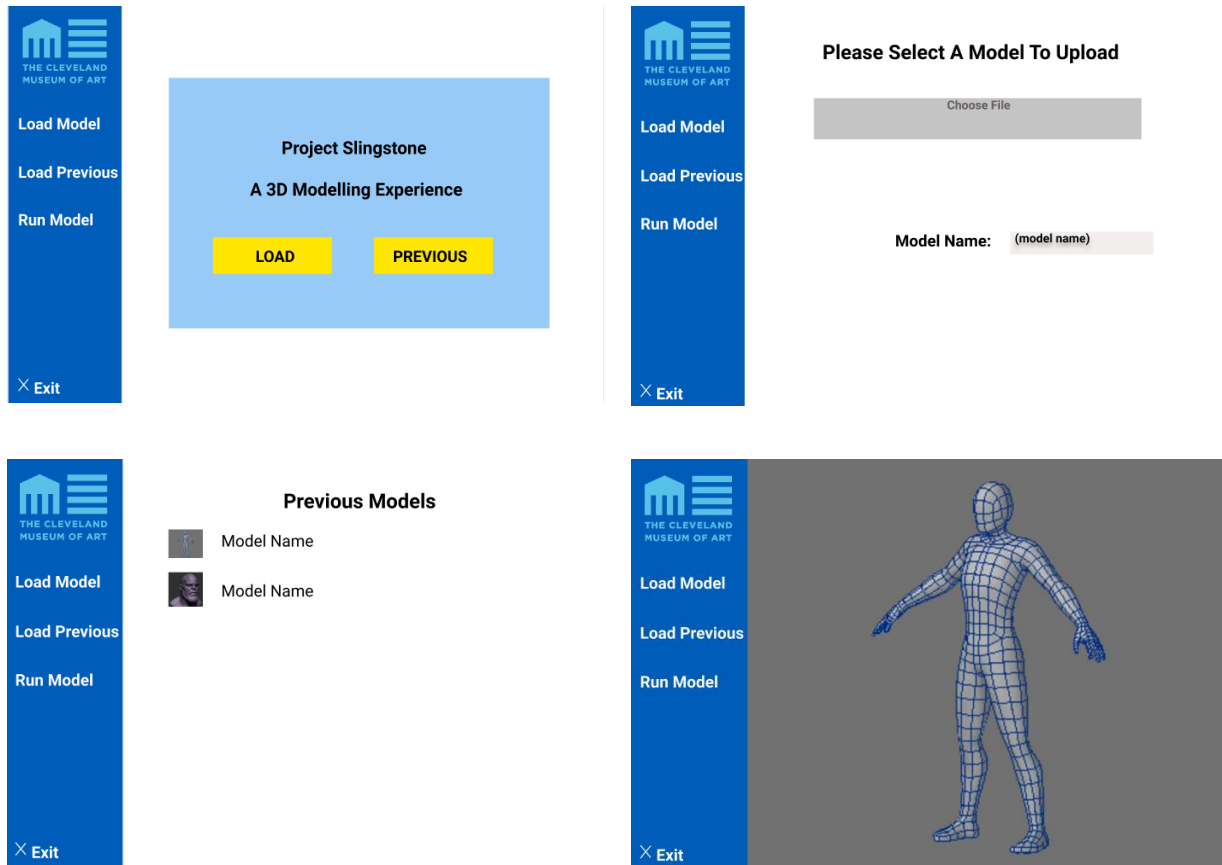 THE CLEVELAND
MUSEUM OF ART
Load Model
Load Previous
Run Model
X Exit
Project Slingstone
A 3D Modelling Experience
LOAD
PREVIOUS
THE CLEVELAND
MUSEUM OF ART
Load Model
Load Previous
Run Model
X Exit
Please Select A Model To Upload
Choose File
Model Name:
(model name)
THE CLEVELAND
MUSEUM OF ART
Load Model
Load Previous
Run Model
X Exit
Previous Models
Model Name
Model Name
THE CLEVELAND
MUSEUM OF ART
Load Model
Load Previous
Run Model
X Exit